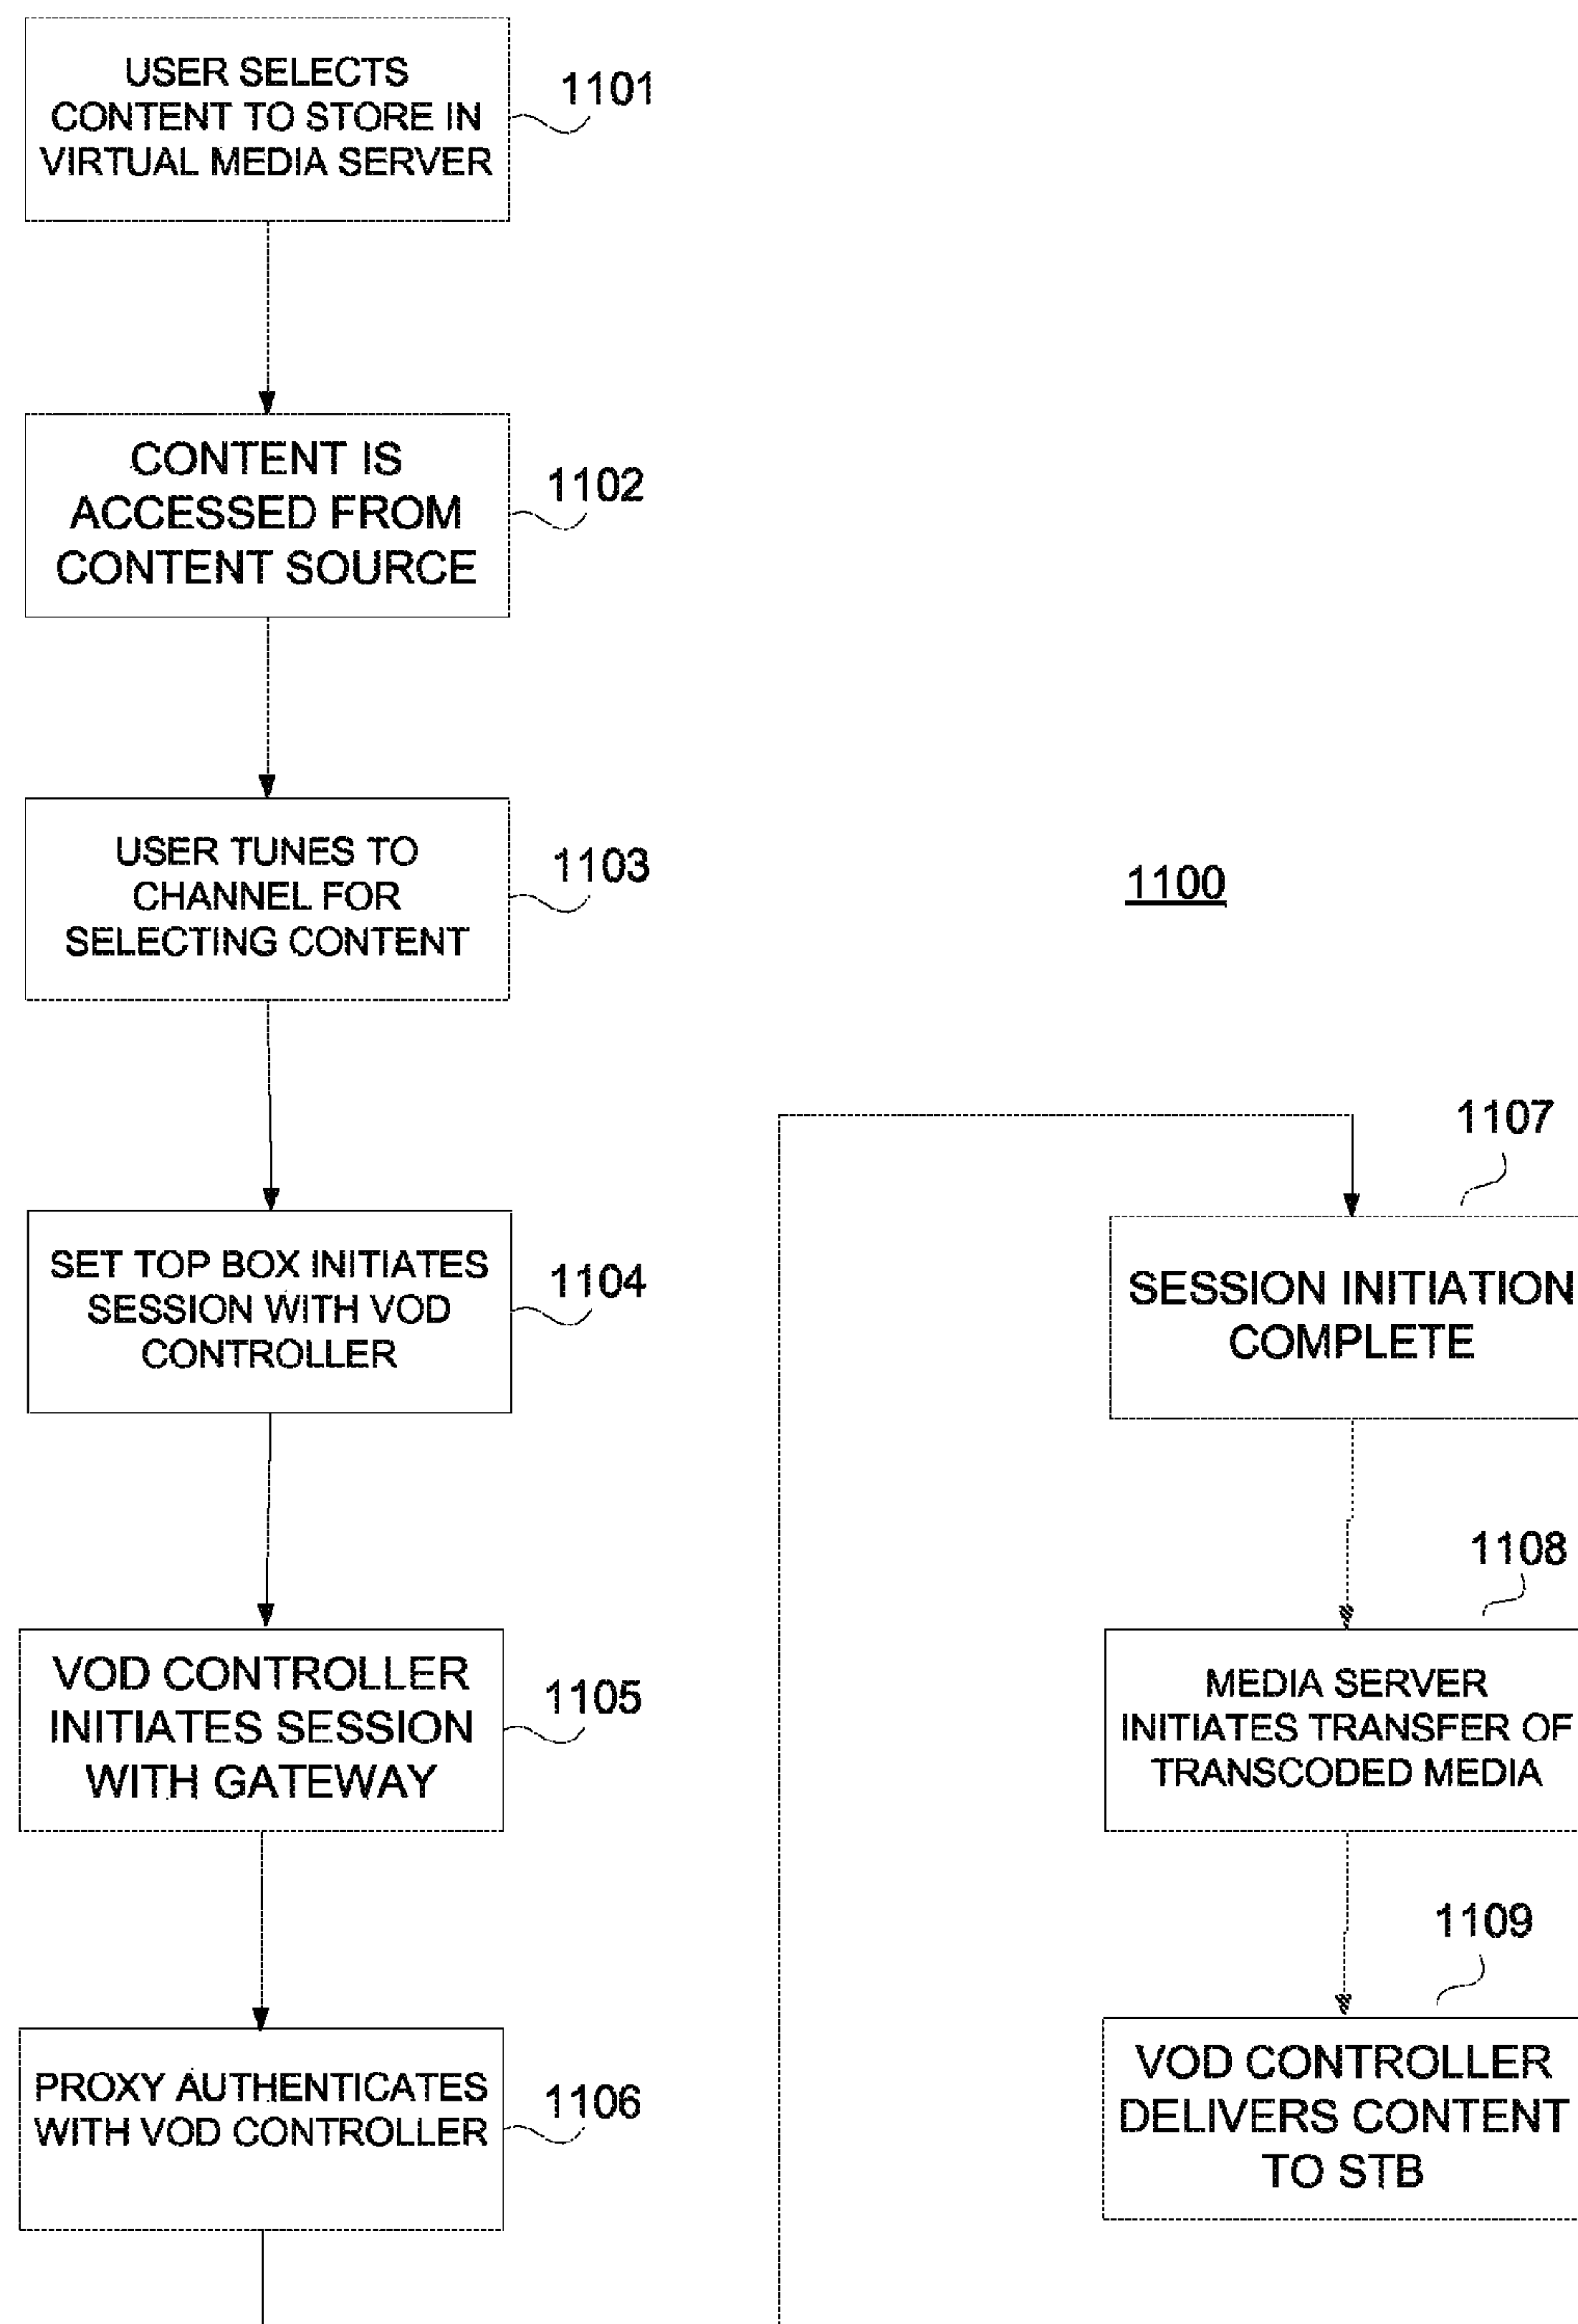 USER SELECTS
CONTENT TO STORE IN
VIRTUAL MEDIA SERVER
1101
CONTENT IS
ACCESSED FROM
CONTENT SOURCE
1102
USER TUNES TO
CHANNEL FOR
SELECTING CONTENT
1103
1100
SET TOP BOX INITIATES
SESSION WITH VOD
CONTROLLER
1104
VOD CONTROLLER
INITIATES SESSION
WITH GATEWAY
1105
PROXY AUTHENTICATES
WITH VOD CONTROLLER
1106
1107
SESSION INITIATION
COMPLETE
1108
MEDIA SERVER
INITIATES TRANSFER OF
TRANSCODED MEDIA
1109
VOD CONTROLLER
DELIVERS CONTENT
TO STB